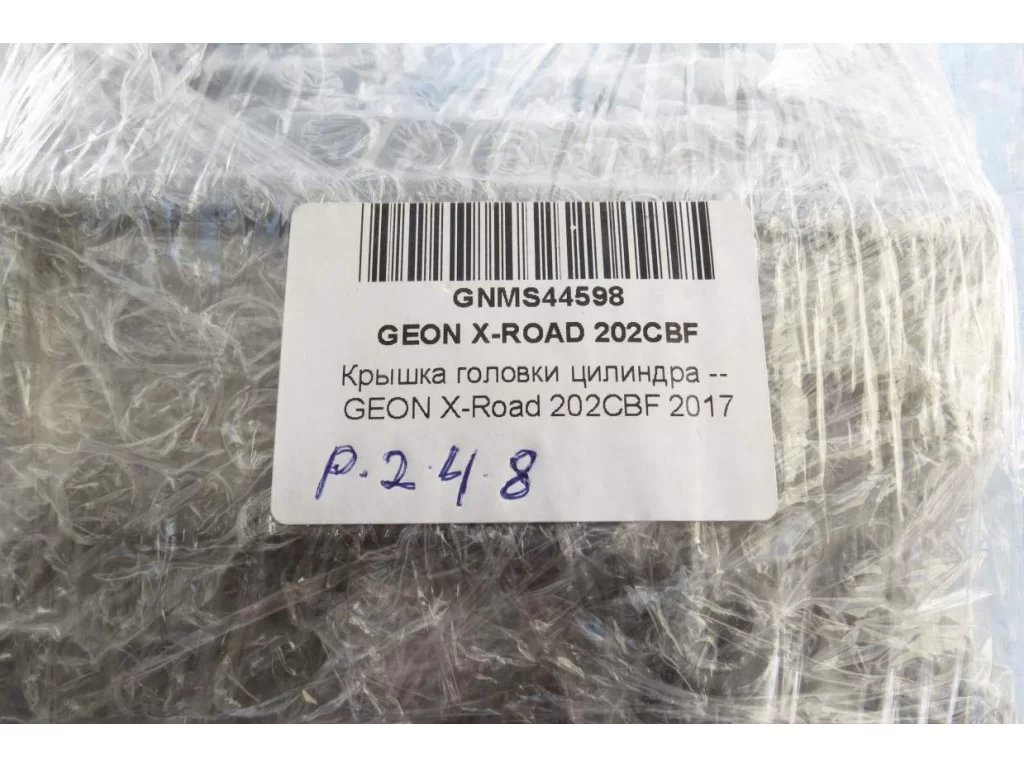 GNMS44598
GEON X-ROAD 202CBF
Крышка головки цилиндра --
GEON X-Road 202CBF 2017
P.2.4.8